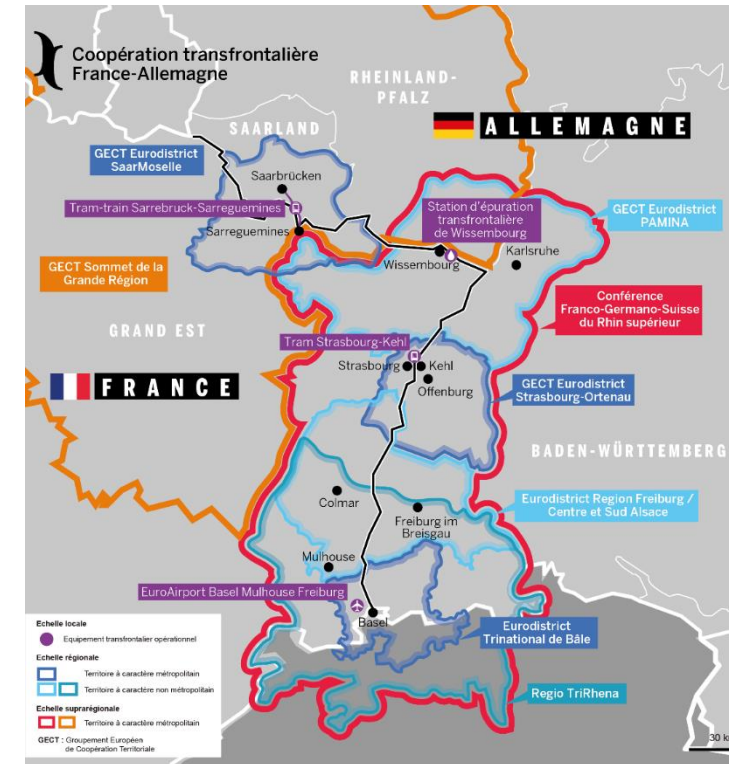 Coopération transfrontalière
France-Allemagne
RHEINLAND-
PFALZ
ALLEMAGNE
SAARLAND
GECT Eurodistrict
SaarMoselle
Saarbrücken
Tram-train Sarrebruck-Sarreguemines
Station d'épuration
transfrontalière
de Wissembourg
GECT Eurodistrict
PAMINA
Sarreguemines
Wissembourg
Karlsruhe
GECT Sommet de la
Grande Région
Conférence
Franco-Germano-Suisse
du Rhin supérieur
GRAND EST
Tram Strasbourg-Kehl
Strasbourg
Kehl
Offenburg
FRANCE
GECT Eurodistrict
Strasbourg-Ortenau
BADEN-WÜRTTEMBERG
Colmar
Freiburg im
Breisgau
Eurodistrict Region Freiburg /
Centre et Sud Alsace
Mulhouse
EuroAirport Basel Mulhouse Freiburg
Basel
Eurodistrict
Trinational de Bâle
Regio TriRhena
Echelle locale
Equipement transfrontalier opérationnel
Echelle régionale
Territoire à caractère métropolitain
Territoire à caractère non métropolitain
Echelle suprarégionale
Territoire à caractère métropolitain
GECT : Groupement Européen
de Coopération Territoriale
30 k